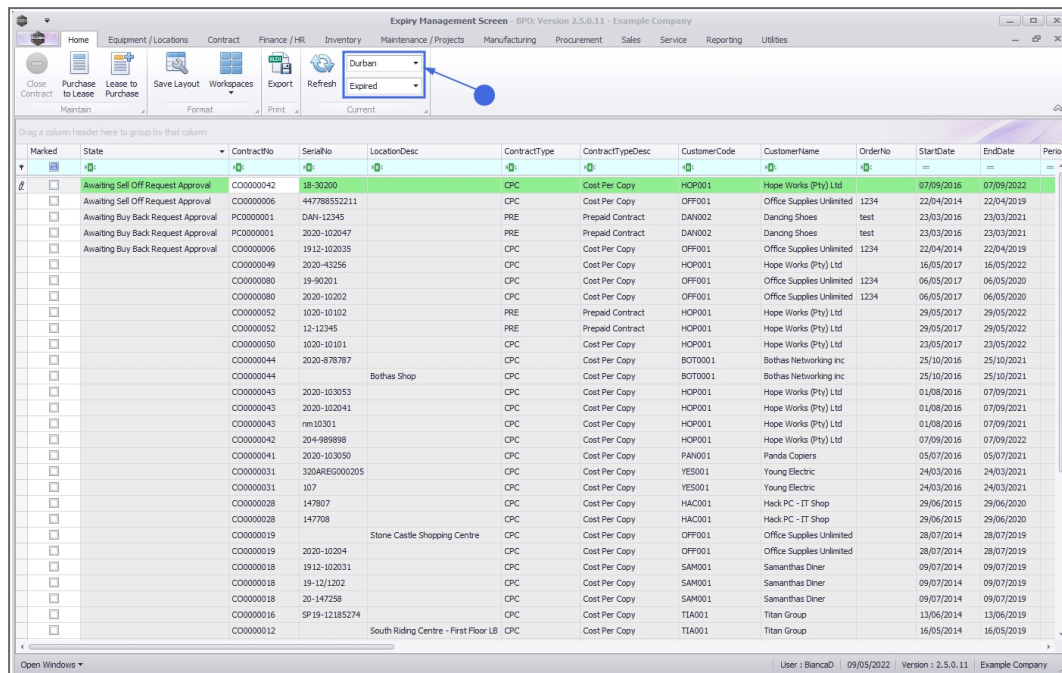 Expiry Management Screen - BPO: Version 2.5.0.11 - Example Company
Home Equipment / Locations Contract Finance / HR Inventory Maintenance / Projects Manufacturing Procurement Sales Service Reporting Utilities
Close Contract Purchase to Lease Lease to Purchase Save Layout Workspaces Export Refresh Durban
Expired
Maintain Format Print Current
Drag a column header here to group by that column
Marked State ContractNo SerialNo LocationDesc ContractType ContractTypeDesc CustomerCode CustomerName OrderNo StartDate EndDate Perio
Awaiting Sell Off Request Approval CO0000042 18-30200 CPC Cost Per Copy HOP001 Hope Works (Pty) Ltd 07/09/2016 07/09/2022
Awaiting Sell Off Request Approval CO0000006 447788552211 CPC Cost Per Copy OFF001 Office Supplies Unlimited 1234 22/04/2014 22/04/2019
Awaiting Buy Back Request Approval PC0000001 DAN-12345 PRE Prepaid Contract DAN002 Dancing Shoes test 23/03/2016 23/03/2021
Awaiting Buy Back Request Approval PC0000001 2020-102047 PRE Prepaid Contract DAN002 Dancing Shoes test 23/03/2016 23/03/2021
Awaiting Buy Back Request Approval CO0000006 1912-102035 CPC Cost Per Copy OFF001 Office Supplies Unlimited 1234 22/04/2014 22/04/2019
CO0000049 2020-43256 CPC Cost Per Copy HOP001 Hope Works (Pty) Ltd 16/05/2017 16/05/2022
CO0000080 19-90201 CPC Cost Per Copy OFF001 Office Supplies Unlimited 1234 06/05/2017 06/05/2020
CO0000080 2020-10202 CPC Cost Per Copy OFF001 Office Supplies Unlimited 1234 06/05/2017 06/05/2020
CO0000052 1020-10102 PRE Prepaid Contract HOP001 Hope Works (Pty) Ltd 29/05/2017 29/05/2022
CO0000052 12-12345 PRE Prepaid Contract HOP001 Hope Works (Pty) Ltd 29/05/2017 29/05/2022
CO0000050 1020-10101 CPC Cost Per Copy HOP001 Hope Works (Pty) Ltd 23/05/2017 23/05/2022
CO0000044 2020-878787 CPC Cost Per Copy BOT0001 Bothas Networking inc 25/10/2016 25/10/2021
CO0000044 Bothas Shop CPC Cost Per Copy BOT0001 Bothas Networking inc 25/10/2016 25/10/2021
CO0000043 2020-103053 CPC Cost Per Copy HOP001 Hope Works (Pty) Ltd 01/08/2016 07/09/2021
CO0000043 2020-102041 CPC Cost Per Copy HOP001 Hope Works (Pty) Ltd 01/08/2016 07/09/2021
CO0000043 nm10301 CPC Cost Per Copy HOP001 Hope Works (Pty) Ltd 01/08/2016 07/09/2021
CO0000042 204-989898 CPC Cost Per Copy HOP001 Hope Works (Pty) Ltd 07/09/2016 07/09/2022
CO0000041 2020-103050 CPC Cost Per Copy PAN001 Panda Copiers 05/07/2016 05/07/2021
CO0000031 320AREG000205 CPC Cost Per Copy YES001 Young Electric 24/03/2016 24/03/2021
CO0000031 107 CPC Cost Per Copy YES001 Young Electric 24/03/2016 24/03/2021
CO0000028 147807 CPC Cost Per Copy HAC001 Hack PC - IT Shop 29/06/2015 29/06/2020
CO0000028 147708 CPC Cost Per Copy HAC001 Hack PC - IT Shop 29/06/2015 29/06/2020
CO0000019 Stone Castle Shopping Centre CPC Cost Per Copy OFF001 Office Supplies Unlimited 28/07/2014 28/07/2019
CO0000019 2020-10204 CPC Cost Per Copy OFF001 Office Supplies Unlimited 28/07/2014 28/07/2019
CO0000018 1912-102031 CPC Cost Per Copy SAM001 Samanthas Diner 09/07/2014 09/07/2019
CO0000018 19-12/1202 CPC Cost Per Copy SAM001 Samanthas Diner 09/07/2014 09/07/2019
CO0000018 20-147258 CPC Cost Per Copy SAM001 Samanthas Diner 09/07/2014 09/07/2019
CO0000016 SP19-12185274 CPC Cost Per Copy TIA001 Titan Group 13/06/2014 13/06/2019
CO0000012 South Riding Centre - First Floor LB CPC Cost Per Copy TIA001 Titan Group 16/05/2014 16/05/2019
Open Windows User : BiancaD 09/05/2022 Version : 2.5.0.11 Example Company